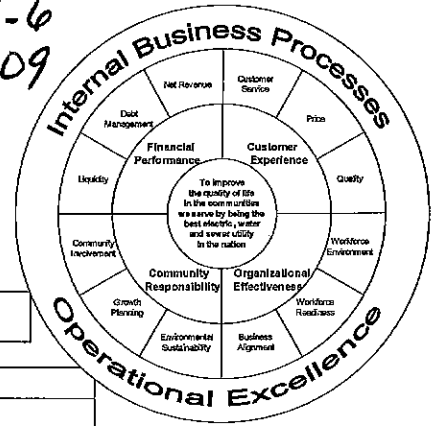 -6
09
Internal Business Processes
Net Revenue
Customer
Service
Debt
Management
Price
Financial
Performance
Customer
Experience
Liquidity
Quality
To improve
the quality of life
in the communities
we serve by being the
best electric, water
and sewer utility
in the nation
Community
Involvement
Workforce
Environment
Community
Responsibility
Organizational
Effectiveness
Growth
Planning
Workforce
Readiness
Environmental
Sustainability
Business
Alignment
Operational Excellence